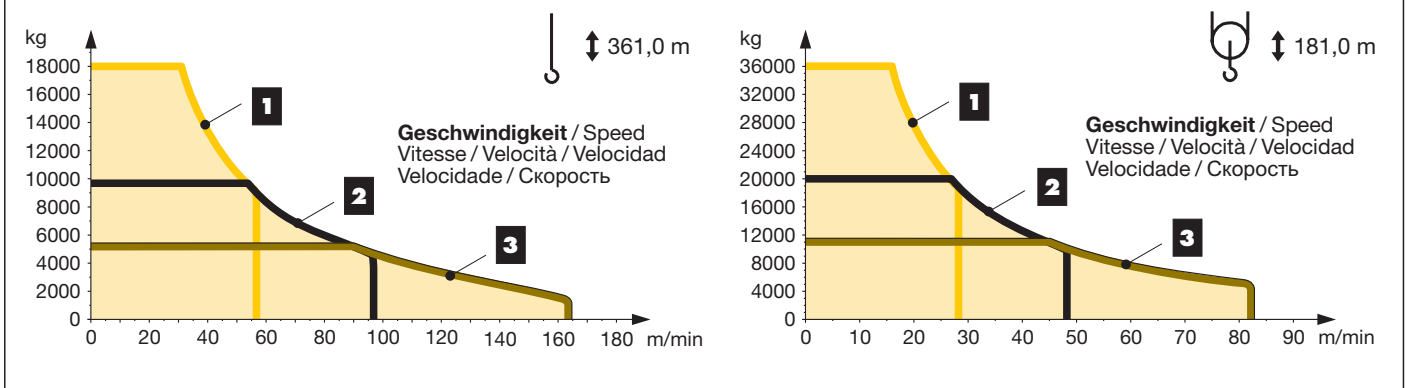 kg
361,0 m
18000
16000
14000
12000
10000
8000
6000
4000
2000
0
1
2
3
Geschwindigkeit / Speed
Vitesse / Velocità / Velocidad
Velocidade / Скорость
0 20 40 60 80 100 120 140 160 180 m/min
kg
181,0 m
36000
32000
28000
24000
20000
16000
12000
8000
4000
0
1
2
3
Geschwindigkeit / Speed
Vitesse / Velocità / Velocidad
Velocidade / Скорость
0 10 20 30 40 50 60 70 80 90 m/min